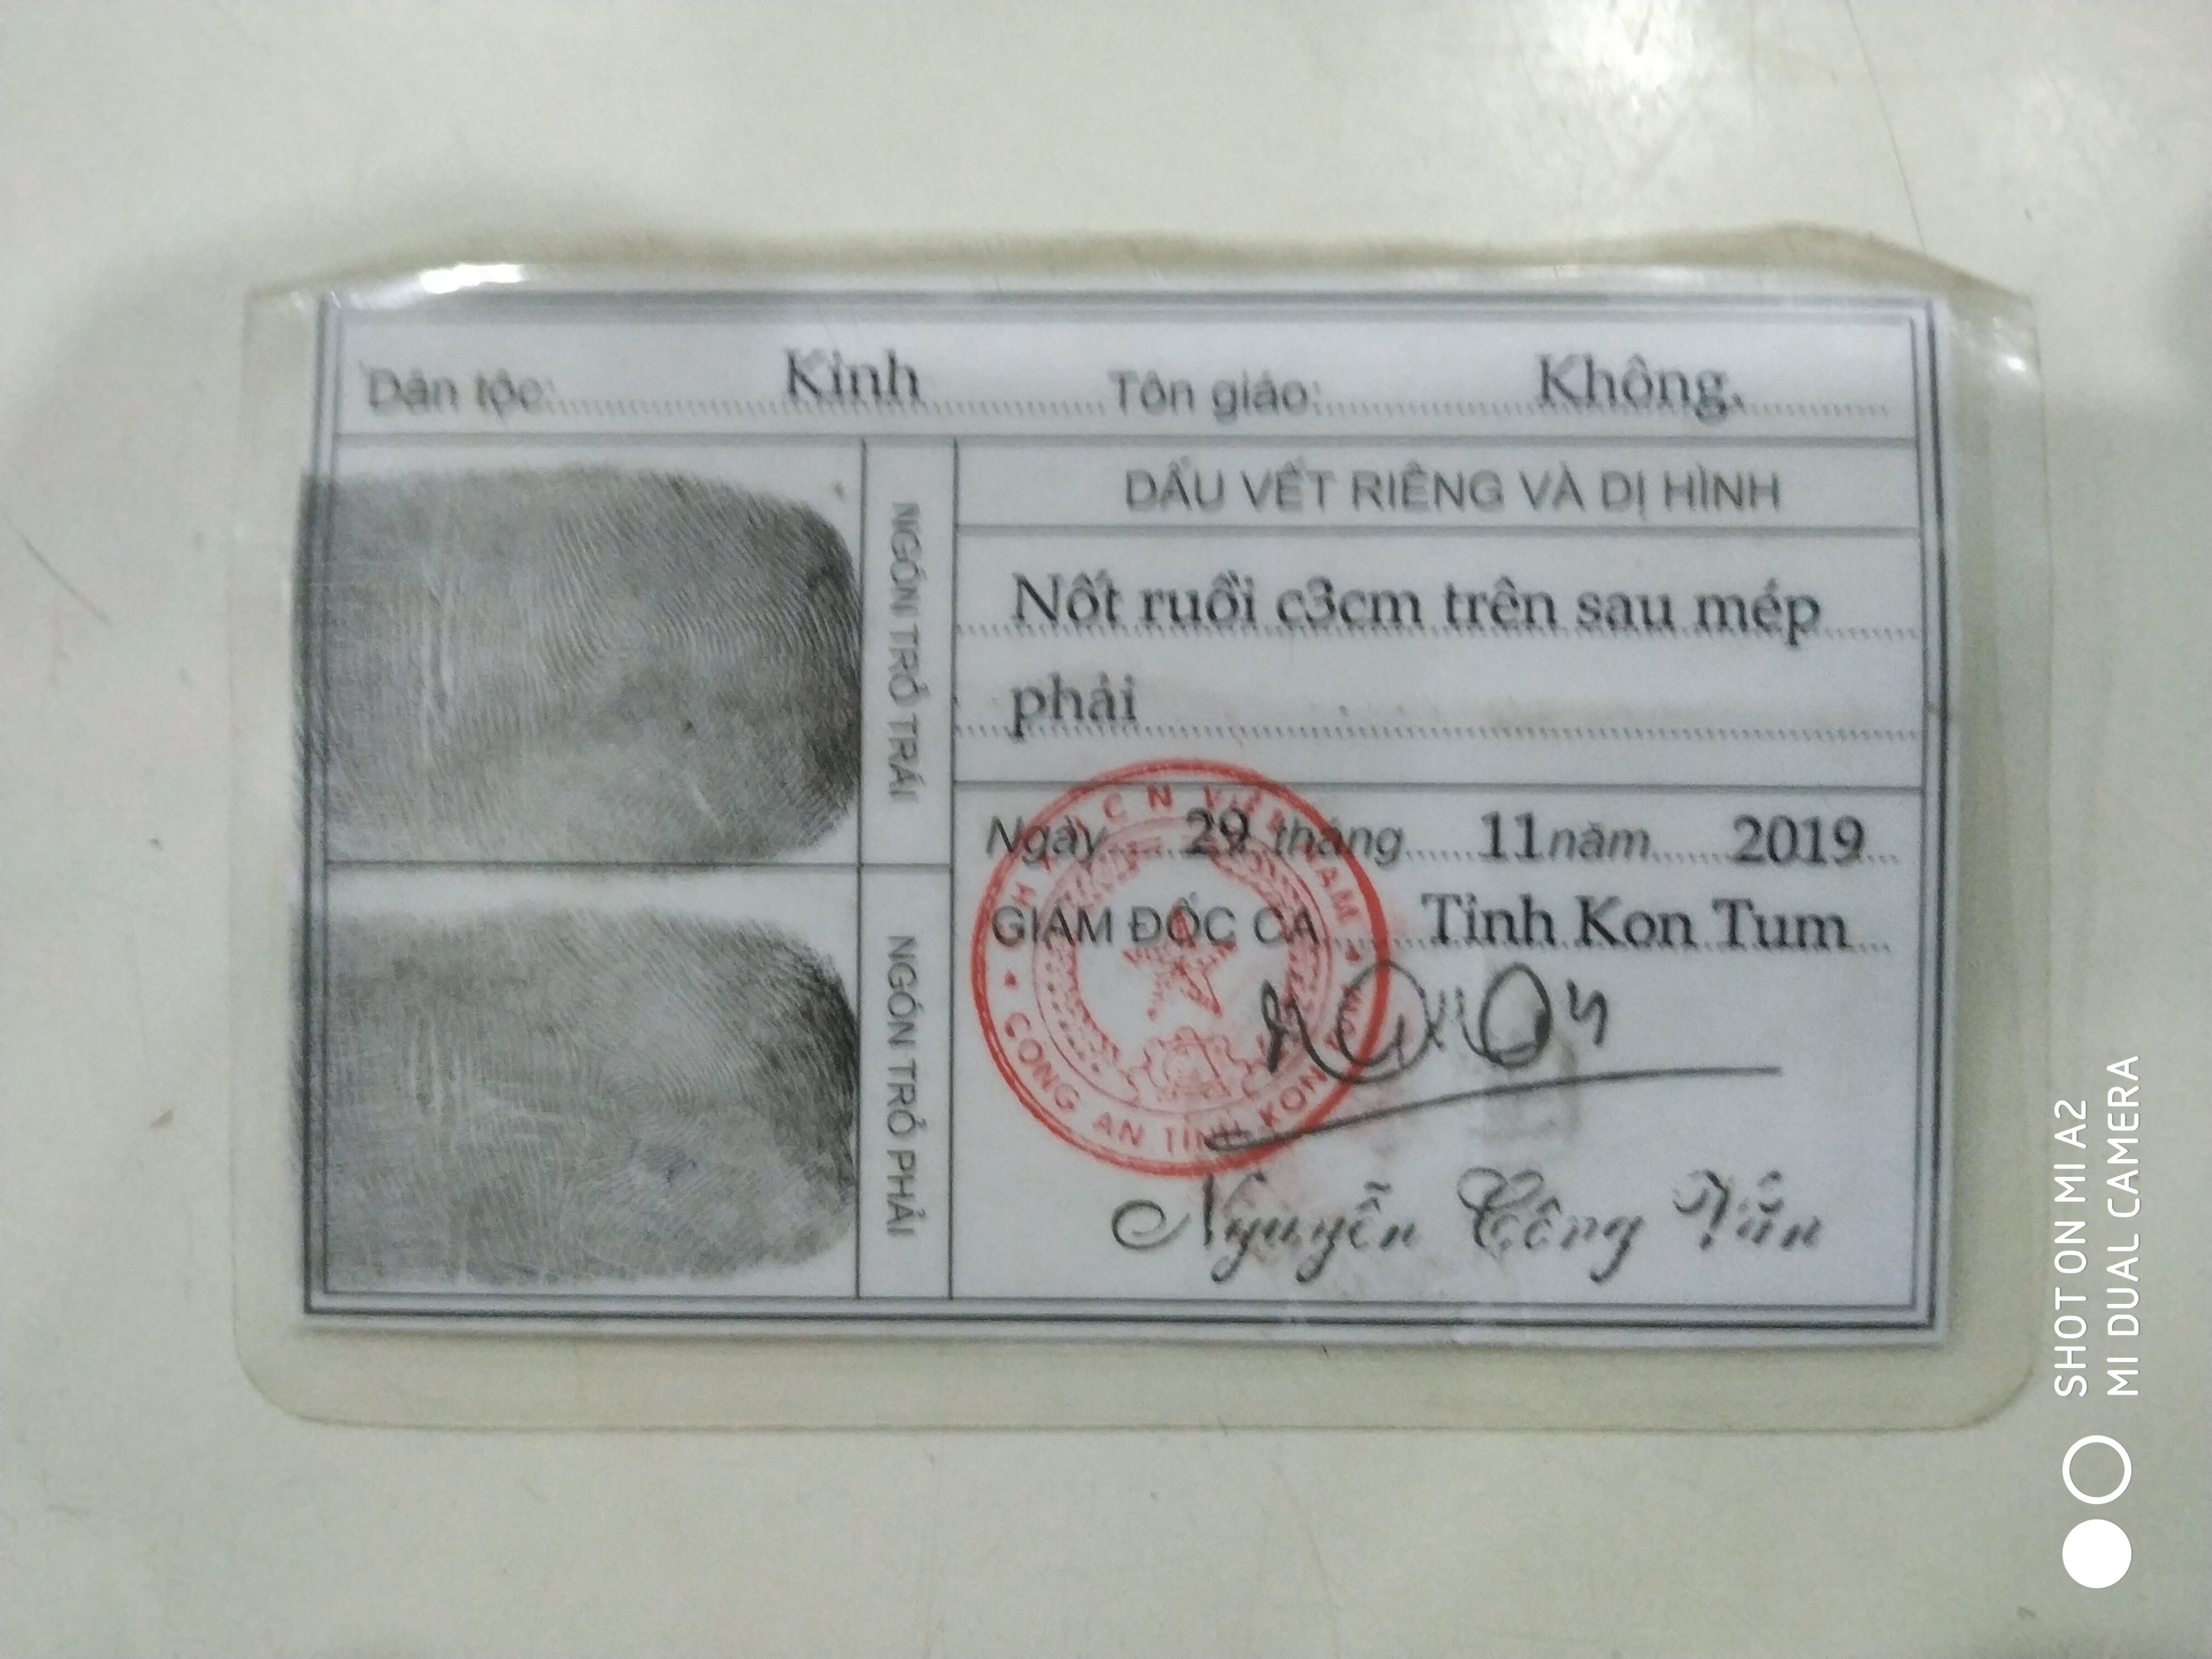 Dân tộc: Kinh Tôn giáo: Không.
NGÓN TRỎ TRÁI
DẤU VẾT RIÊNG VÀ DỊ HÌNH
Nốt ruồi c3cm trên sau mép
phải
Ngày 29 tháng 11 năm 2019
GIÁM ĐỐC CA Tỉnh Kon Tum
NGÓN TRỎ PHẢI
CÔNG AN TỈNH KON
Nguyễn Công Văn
SHOT ON MI A2
MI DUAL CAMERA